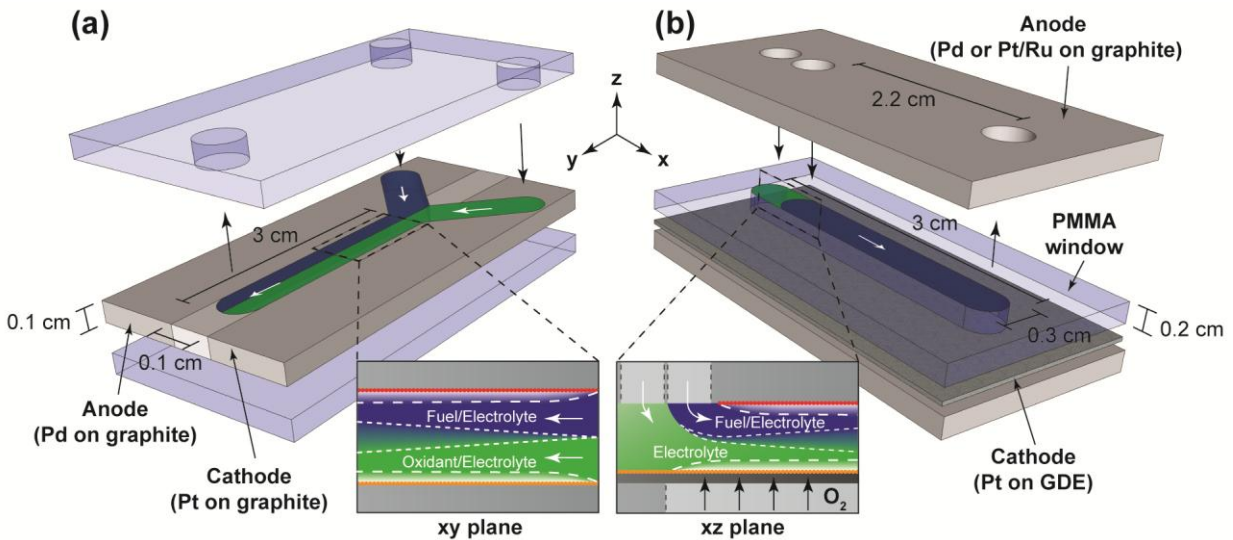 (a)
(b)
Anode
(Pd or Pt/Ru on graphite)
2.2 cm
z
y
x
3 cm
3 cm
PMMA
window
0.1 cm
0.1 cm
0.3 cm
0.2 cm
Anode
(Pd on graphite)
Cathode
(Pt on graphite)
Fuel/Electrolyte
Oxidant/Electrolyte
xy plane
Fuel/Electrolyte
Electrolyte
O₂
xz plane
Cathode
(Pt on GDE)